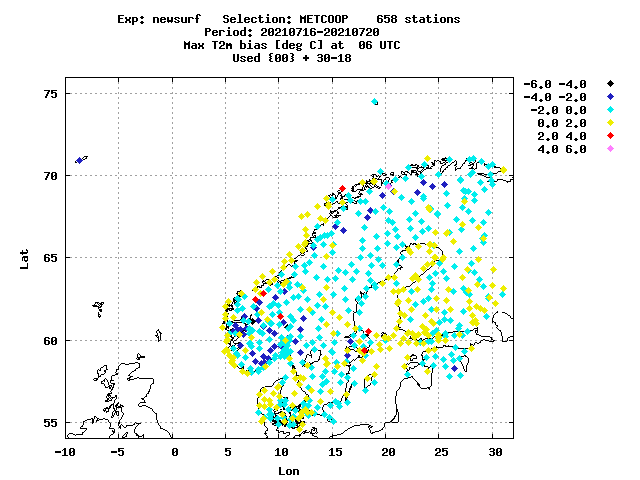 Exp: newsurf   Selection: METCOOP    658 stations
Period: 20210716-20210720
Max T2m bias [deg C] at  06 UTC
Used {00} + 30-18
-6.0 -4.0
-4.0 -2.0
-2.0 0.0
0.0 2.0
2.0 4.0
4.0 6.0
75
70
65
60
55
Lat
-10 -5 0 5 10 15 20 25 30
Lon